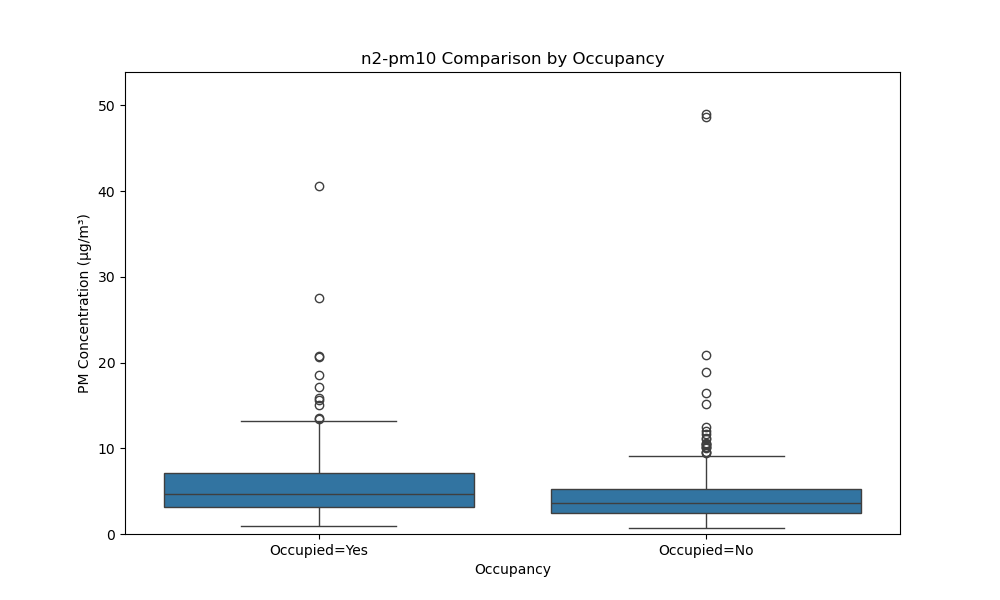 n2-pm10 Comparison by Occupancy
PM Concentration (μg/m³)
50
40
30
20
10
0
Occupied=Yes
Occupied=No
Occupancy